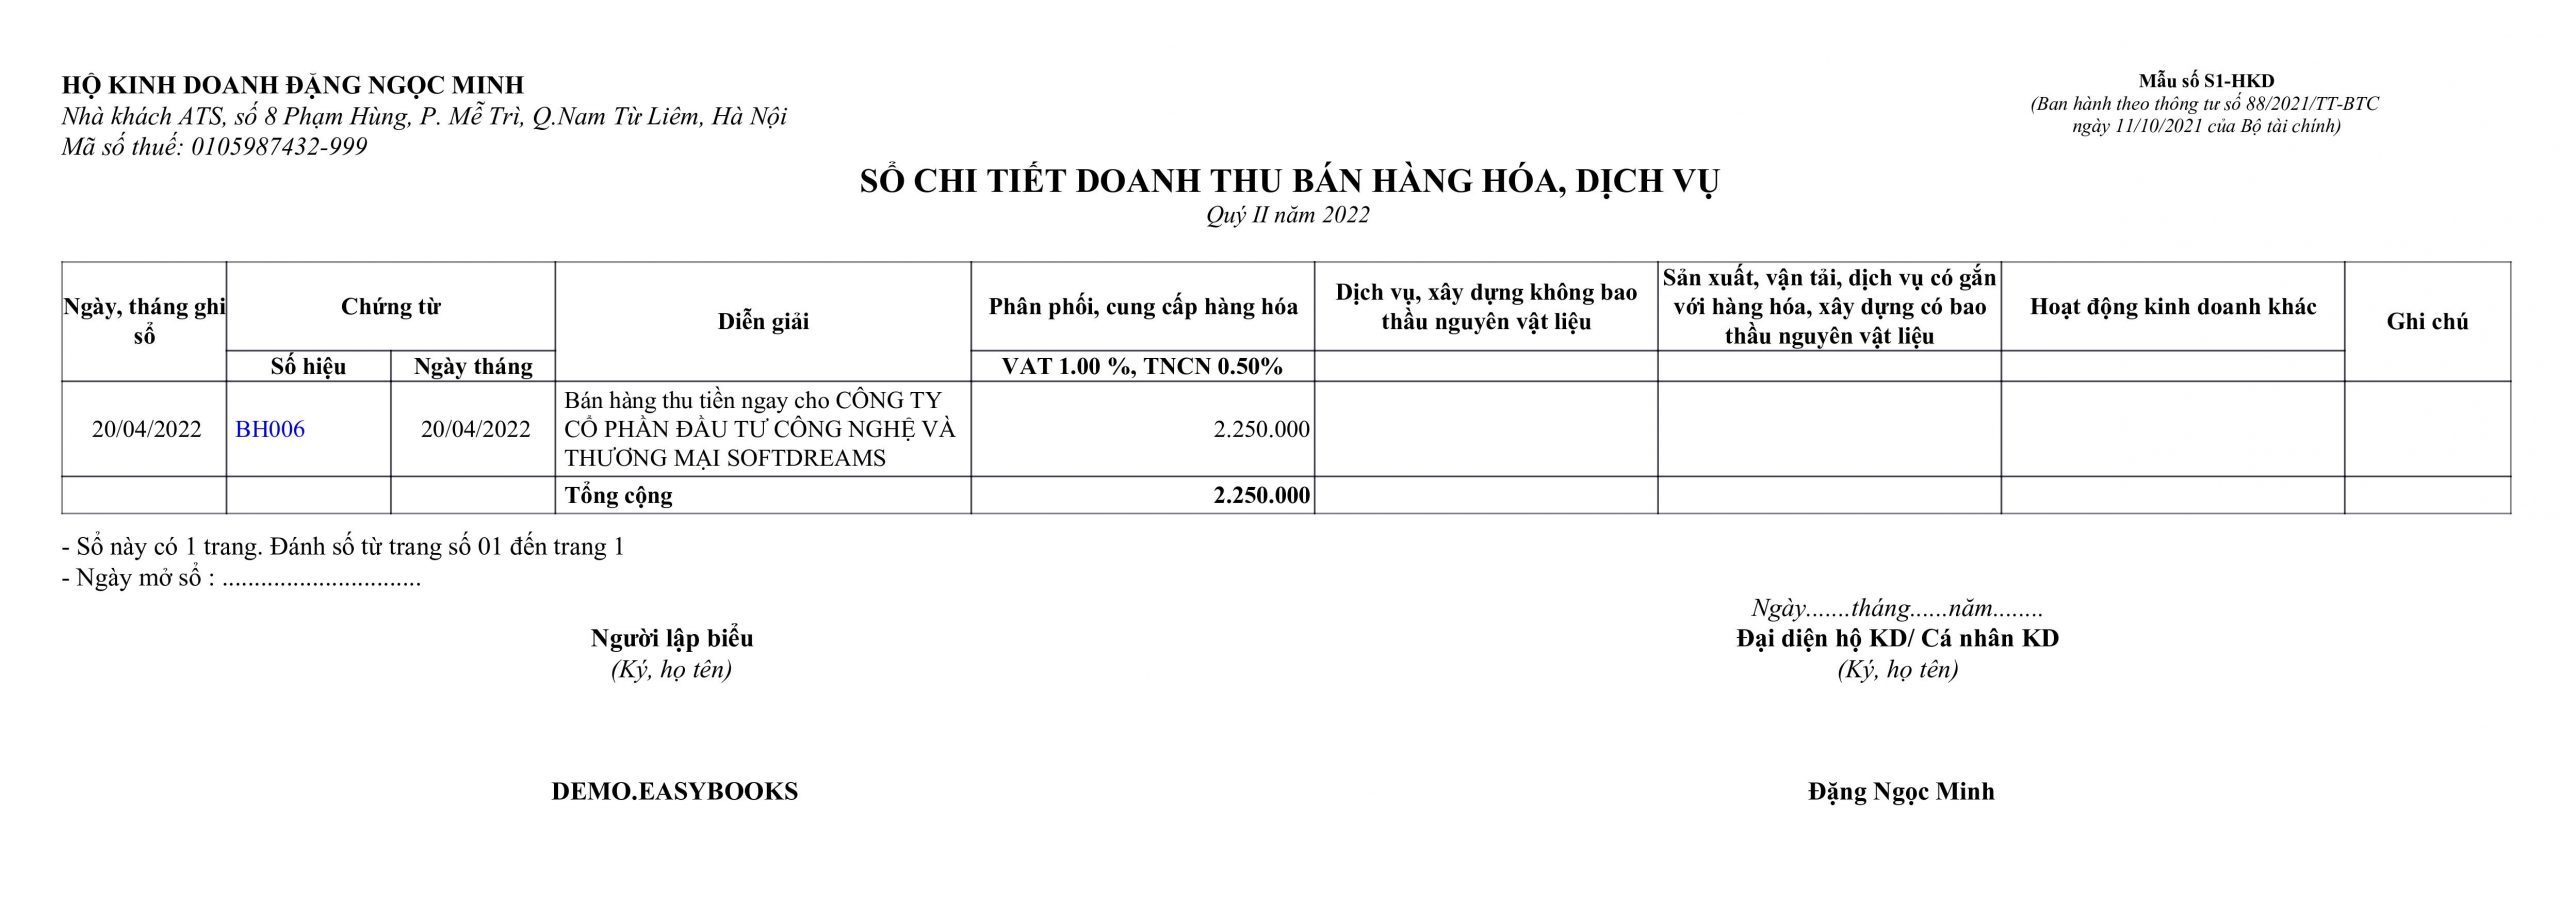 HỘ KINH DOANH ĐẶNG NGỌC MINH
Nhà khách ATS, số 8 Phạm Hùng, P. Mễ Trì, Q.Nam Từ Liêm, Hà Nội
Mã số thuế: 0105987432-999
Mẫu số S1-HKD
(Ban hành theo thông tư số 88/2021/TT-BTC
ngày 11/10/2021 của Bộ tài chính)
SỔ CHI TIẾT DOANH THU BÁN HÀNG HÓA, DỊCH VỤ
Quý II năm 2022
Ngày, tháng ghi
sổ
Chứng từ
Số hiệu
Ngày tháng
Diễn giải
Phân phối, cung cấp hàng hóa
VAT 1.00 %, TNCN 0.50%
Dịch vụ, xây dựng không bao
thầu nguyên vật liệu
Sản xuất, vận tải, dịch vụ có gắn
với hàng hóa, xây dựng có bao
thầu nguyên vật liệu
Hoạt động kinh doanh khác
Ghi chú
20/04/2022
BH006
20/04/2022
Bán hàng thu tiền ngay cho CÔNG TY
CỔ PHẦN ĐẦU TƯ CÔNG NGHỆ VÀ
THƯƠNG MẠI SOFTDREAMS
2.250.000
Tổng cộng
2.250.000
- Sổ này có 1 trang. Đánh số từ trang số 01 đến trang 1
- Ngày mở sổ : ...............................
Ngày.......tháng......năm........
Người lập biểu
(Ký, họ tên)
DEMO.EASYBOOKS
Đại diện hộ KD/ Cá nhân KD
(Ký, họ tên)
Đặng Ngọc Minh